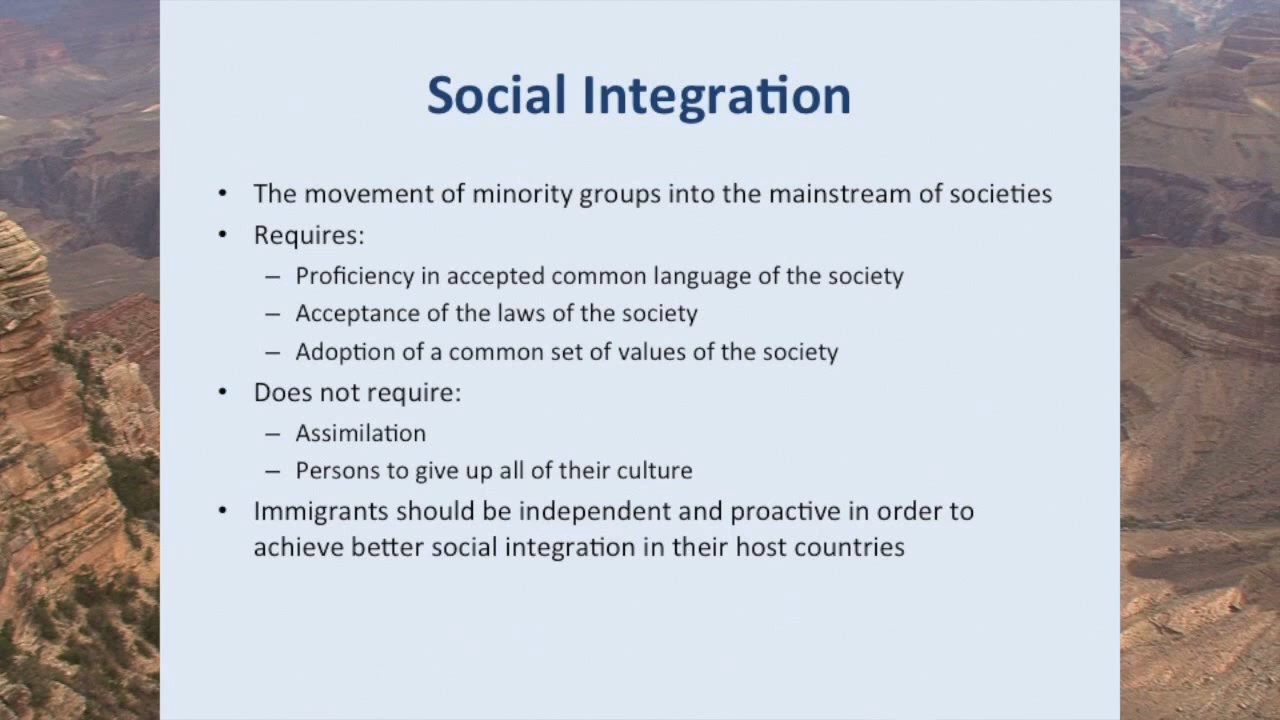 Social Integration
• The movement of minority groups into the mainstream of societies
• Requires:
– Proficiency in accepted common language of the society
– Acceptance of the laws of the society
– Adoption of a common set of values of the society
• Does not require:
– Assimilation
– Persons to give up all of their culture
• Immigrants should be independent and proactive in order to
achieve better social integration in their host countries